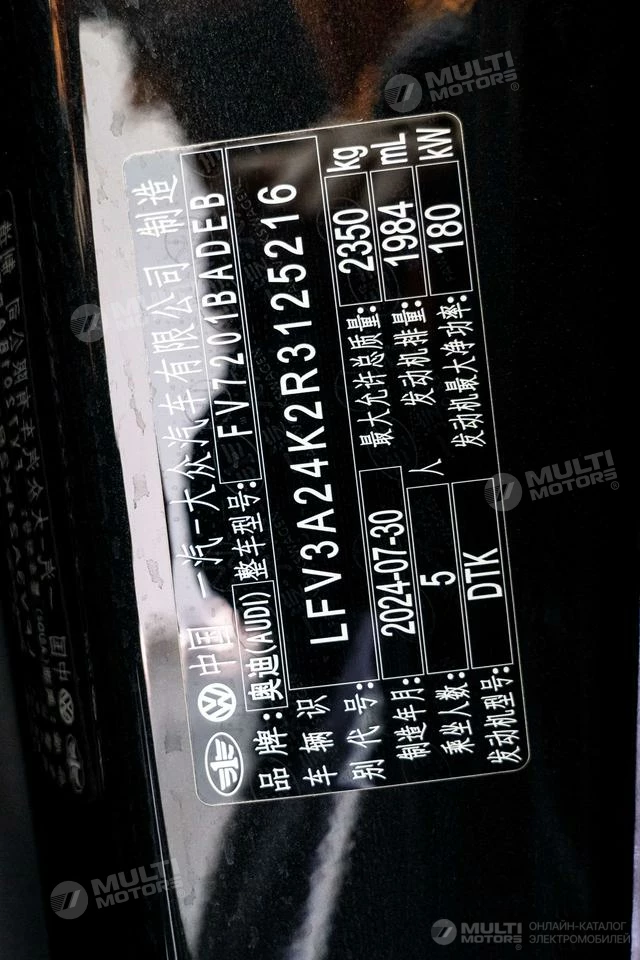 中国 一汽-大众汽车有限公司 制造
品牌: 奥迪(AUDI) 整车型号: FV7201BADEB
车辆识别代号: LFV3A24K2R3125216
制造年月: 2024-07-30 最大允许总质量: 2350 kg
乘坐人数: 5 人 发动机排量: 1984 mL
发动机型号: DTK 发动机最大净功率: 180 kW
MULTI MOTORS®
MULTI MOTORS
MULTI MOTORS®
MULTI MOTORS®
MULTI MOTORS® ОНЛАЙН-КАТАЛОГ ЭЛЕКТРОМОБИЛЕЙ